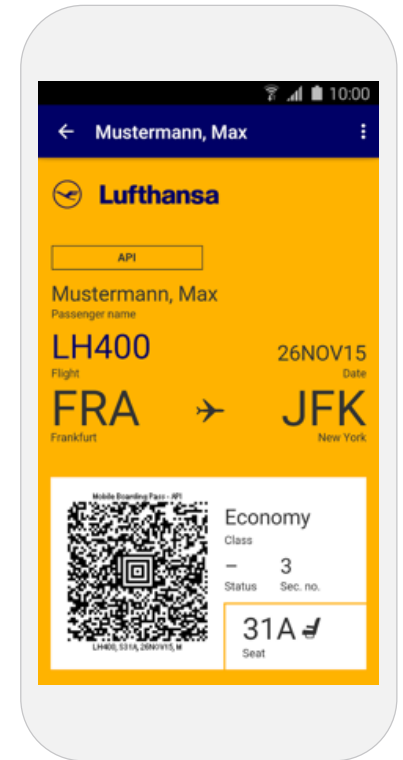 10:00
Mustermann, Max
Lufthansa
API
Mustermann, Max
Passenger name
LH400 26NOV15
Flight Date
FRA JFK
Frankfurt New York
Mobile Boarding Pass - API
Economy
Class
– 3
Status Sec. no.
31A
Seat
LH400, S31A, 26NOV15, M